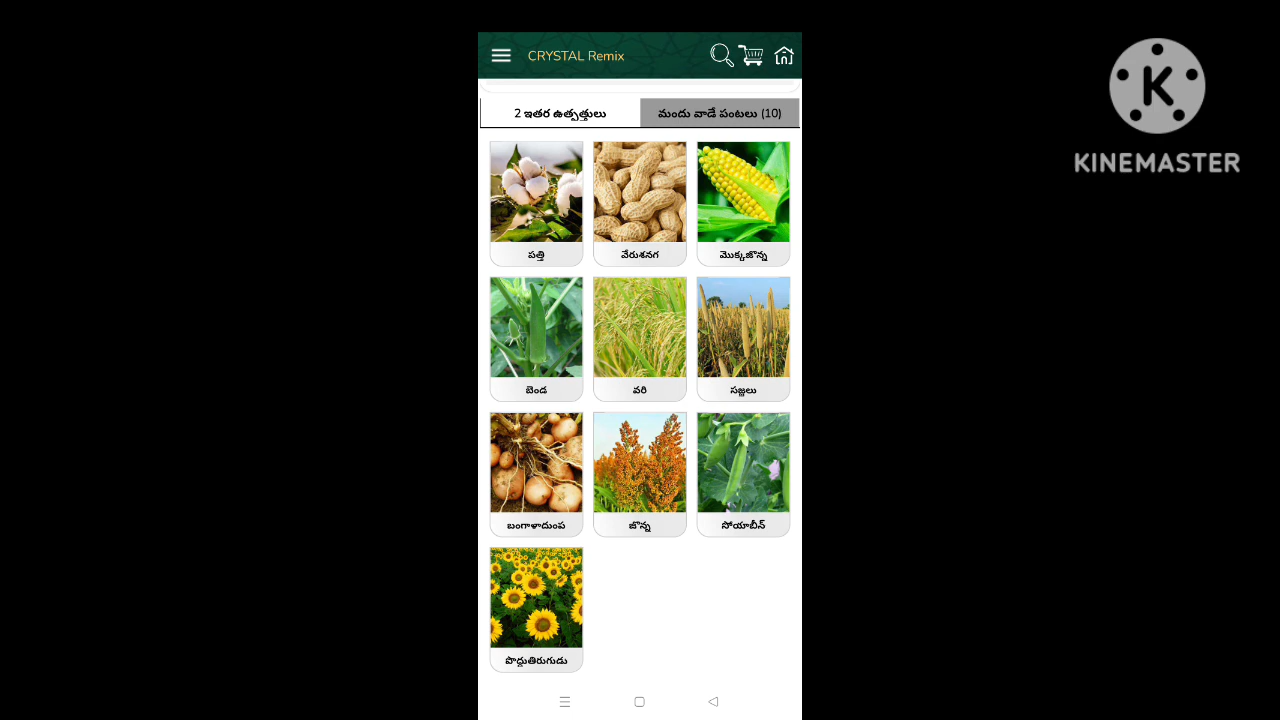 CRYSTAL Remix
2 ఇతర ఉత్పత్తులు
మందు వాడే పంటలు (10)
పత్తి
వేరుశనగ
మొక్కజొన్న
బెండ
వరి
సజ్జలు
బంగాళాదుంప
జొన్న
సోయాబీన్
పొద్దుతిరుగుడు
K
KINEMASTER